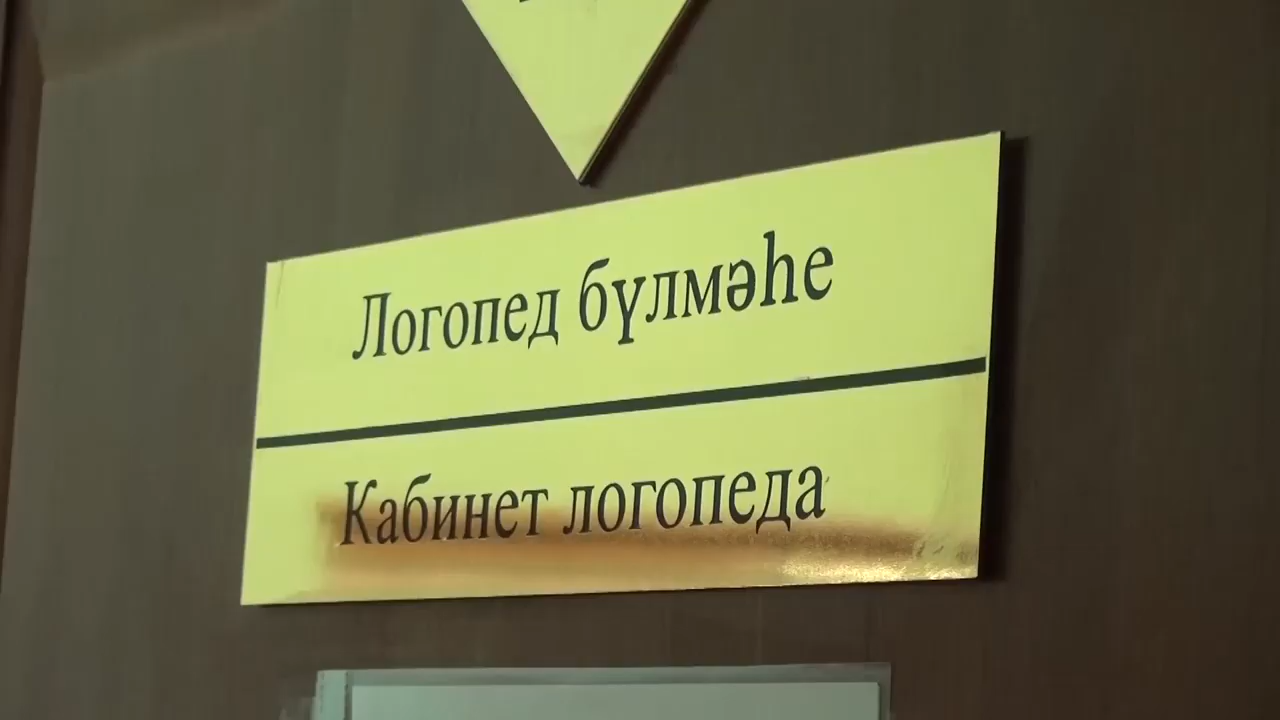 Логопед бүлмәһе
Кабинет логопеда